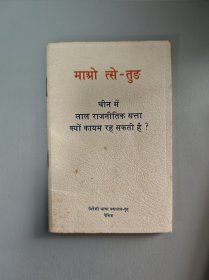 माओ त्से-तुङ
चीन में
लाल राजनीतिक सत्ता
क्यों कायम रह सकती है ?
विदेशी भाषा प्रकाशन-गृह
पेकिङ